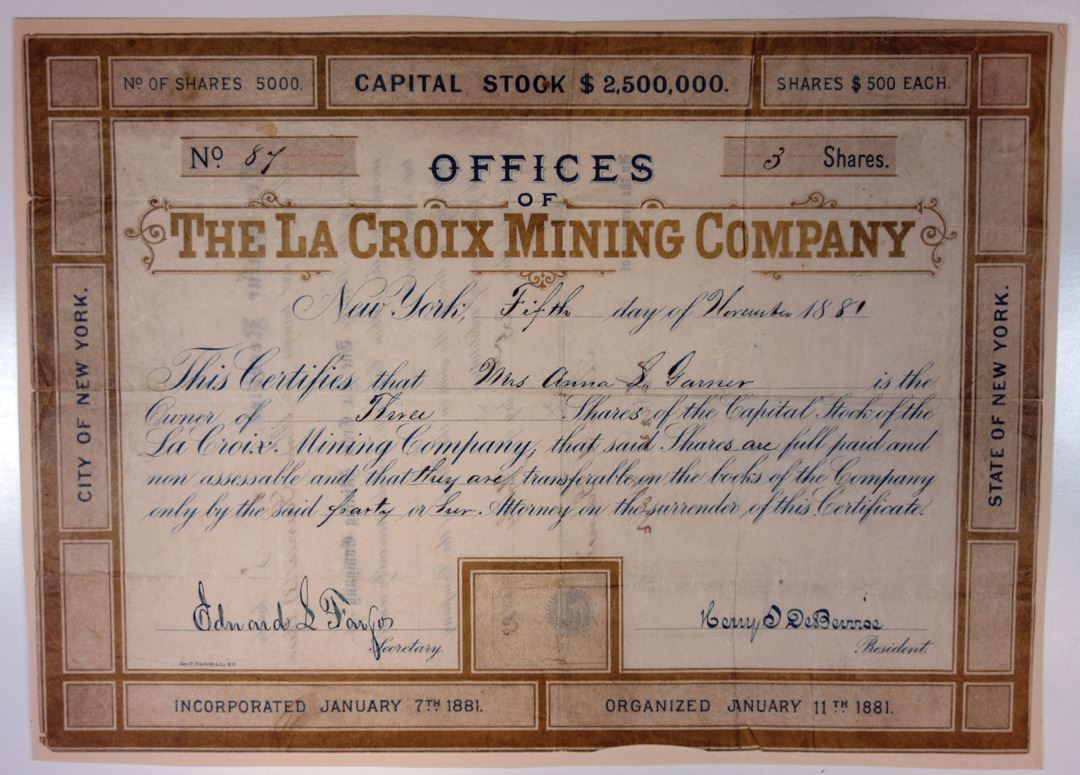 Nº OF SHARES 5000.
CAPITAL STOCK $ 2,500,000.
SHARES $ 500 EACH.
Nº 87
3 Shares.
OFFICES
OF
THE LA CROIX MINING COMPANY
New York, Fifth day of November 1881
This Certifies that Mrs Anna L. Garner is the
Owner of Three Shares of the Capital Stock of the
La Croix Mining Company, that said Shares are full paid and
non assessable and that they are transferable on the books of the Company
only by the said party or her Attorney on the surrender of this Certificate.
Edward L
Secretary.
Henry S
President.
CITY OF NEW YORK.
STATE OF NEW YORK.
INCORPORATED JANUARY 7TH 1881.
ORGANIZED JANUARY 11TH 1881.